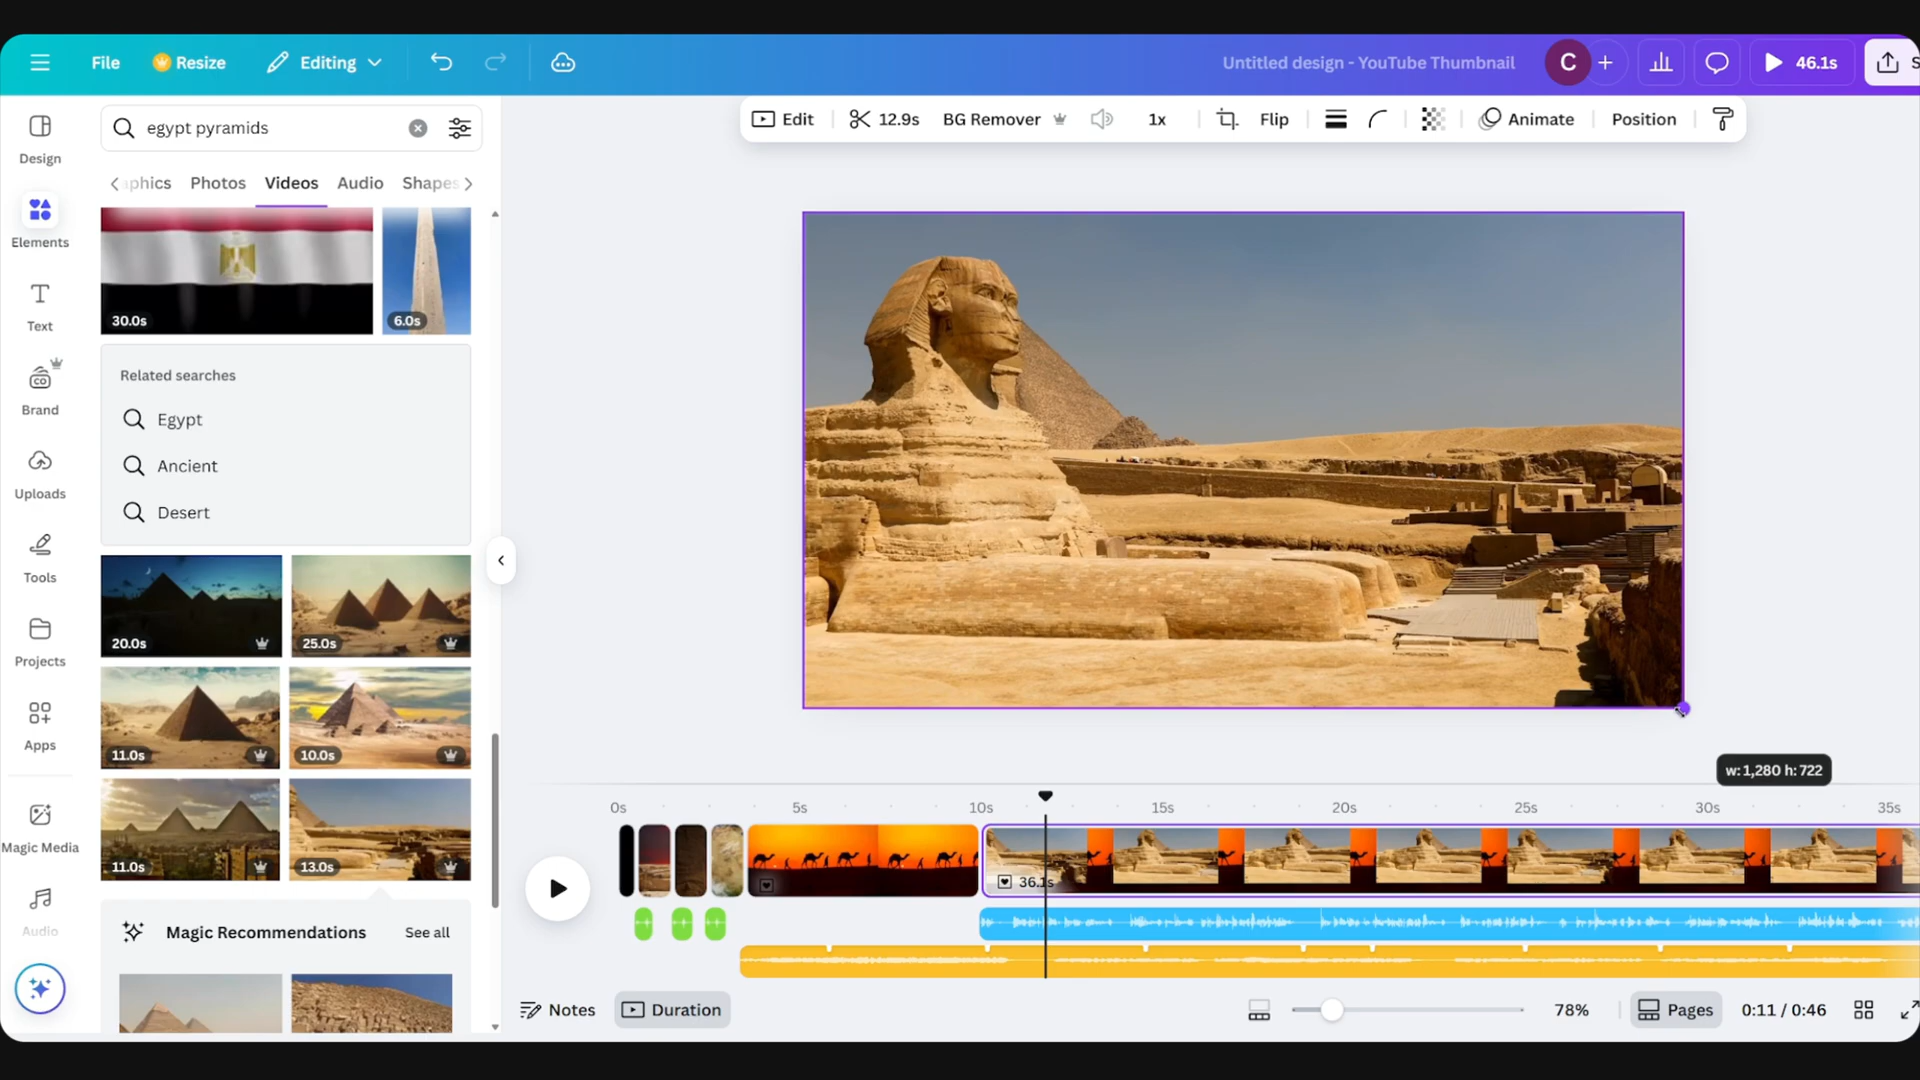 File
Resize
Editing
Untitled design - YouTube Thumbnail
C
46.1s
S
egypt pyramids
Edit
12.9s
BG Remover
1x
Flip
Animate
Position
Design
Elements
Text
Brand
Uploads
Tools
Projects
Apps
Magic Media
Audio
aphics
Photos
Videos
Audio
Shapes
30.0s
6.0s
Related searches
Egypt
Ancient
Desert
20.0s
25.0s
11.0s
10.0s
11.0s
13.0s
Magic Recommendations
See all
w: 1,280 h: 722
0s
5s
10s
15s
20s
25s
30s
35s
36.1s
Notes
Duration
78%
Pages
0:11 / 0:46